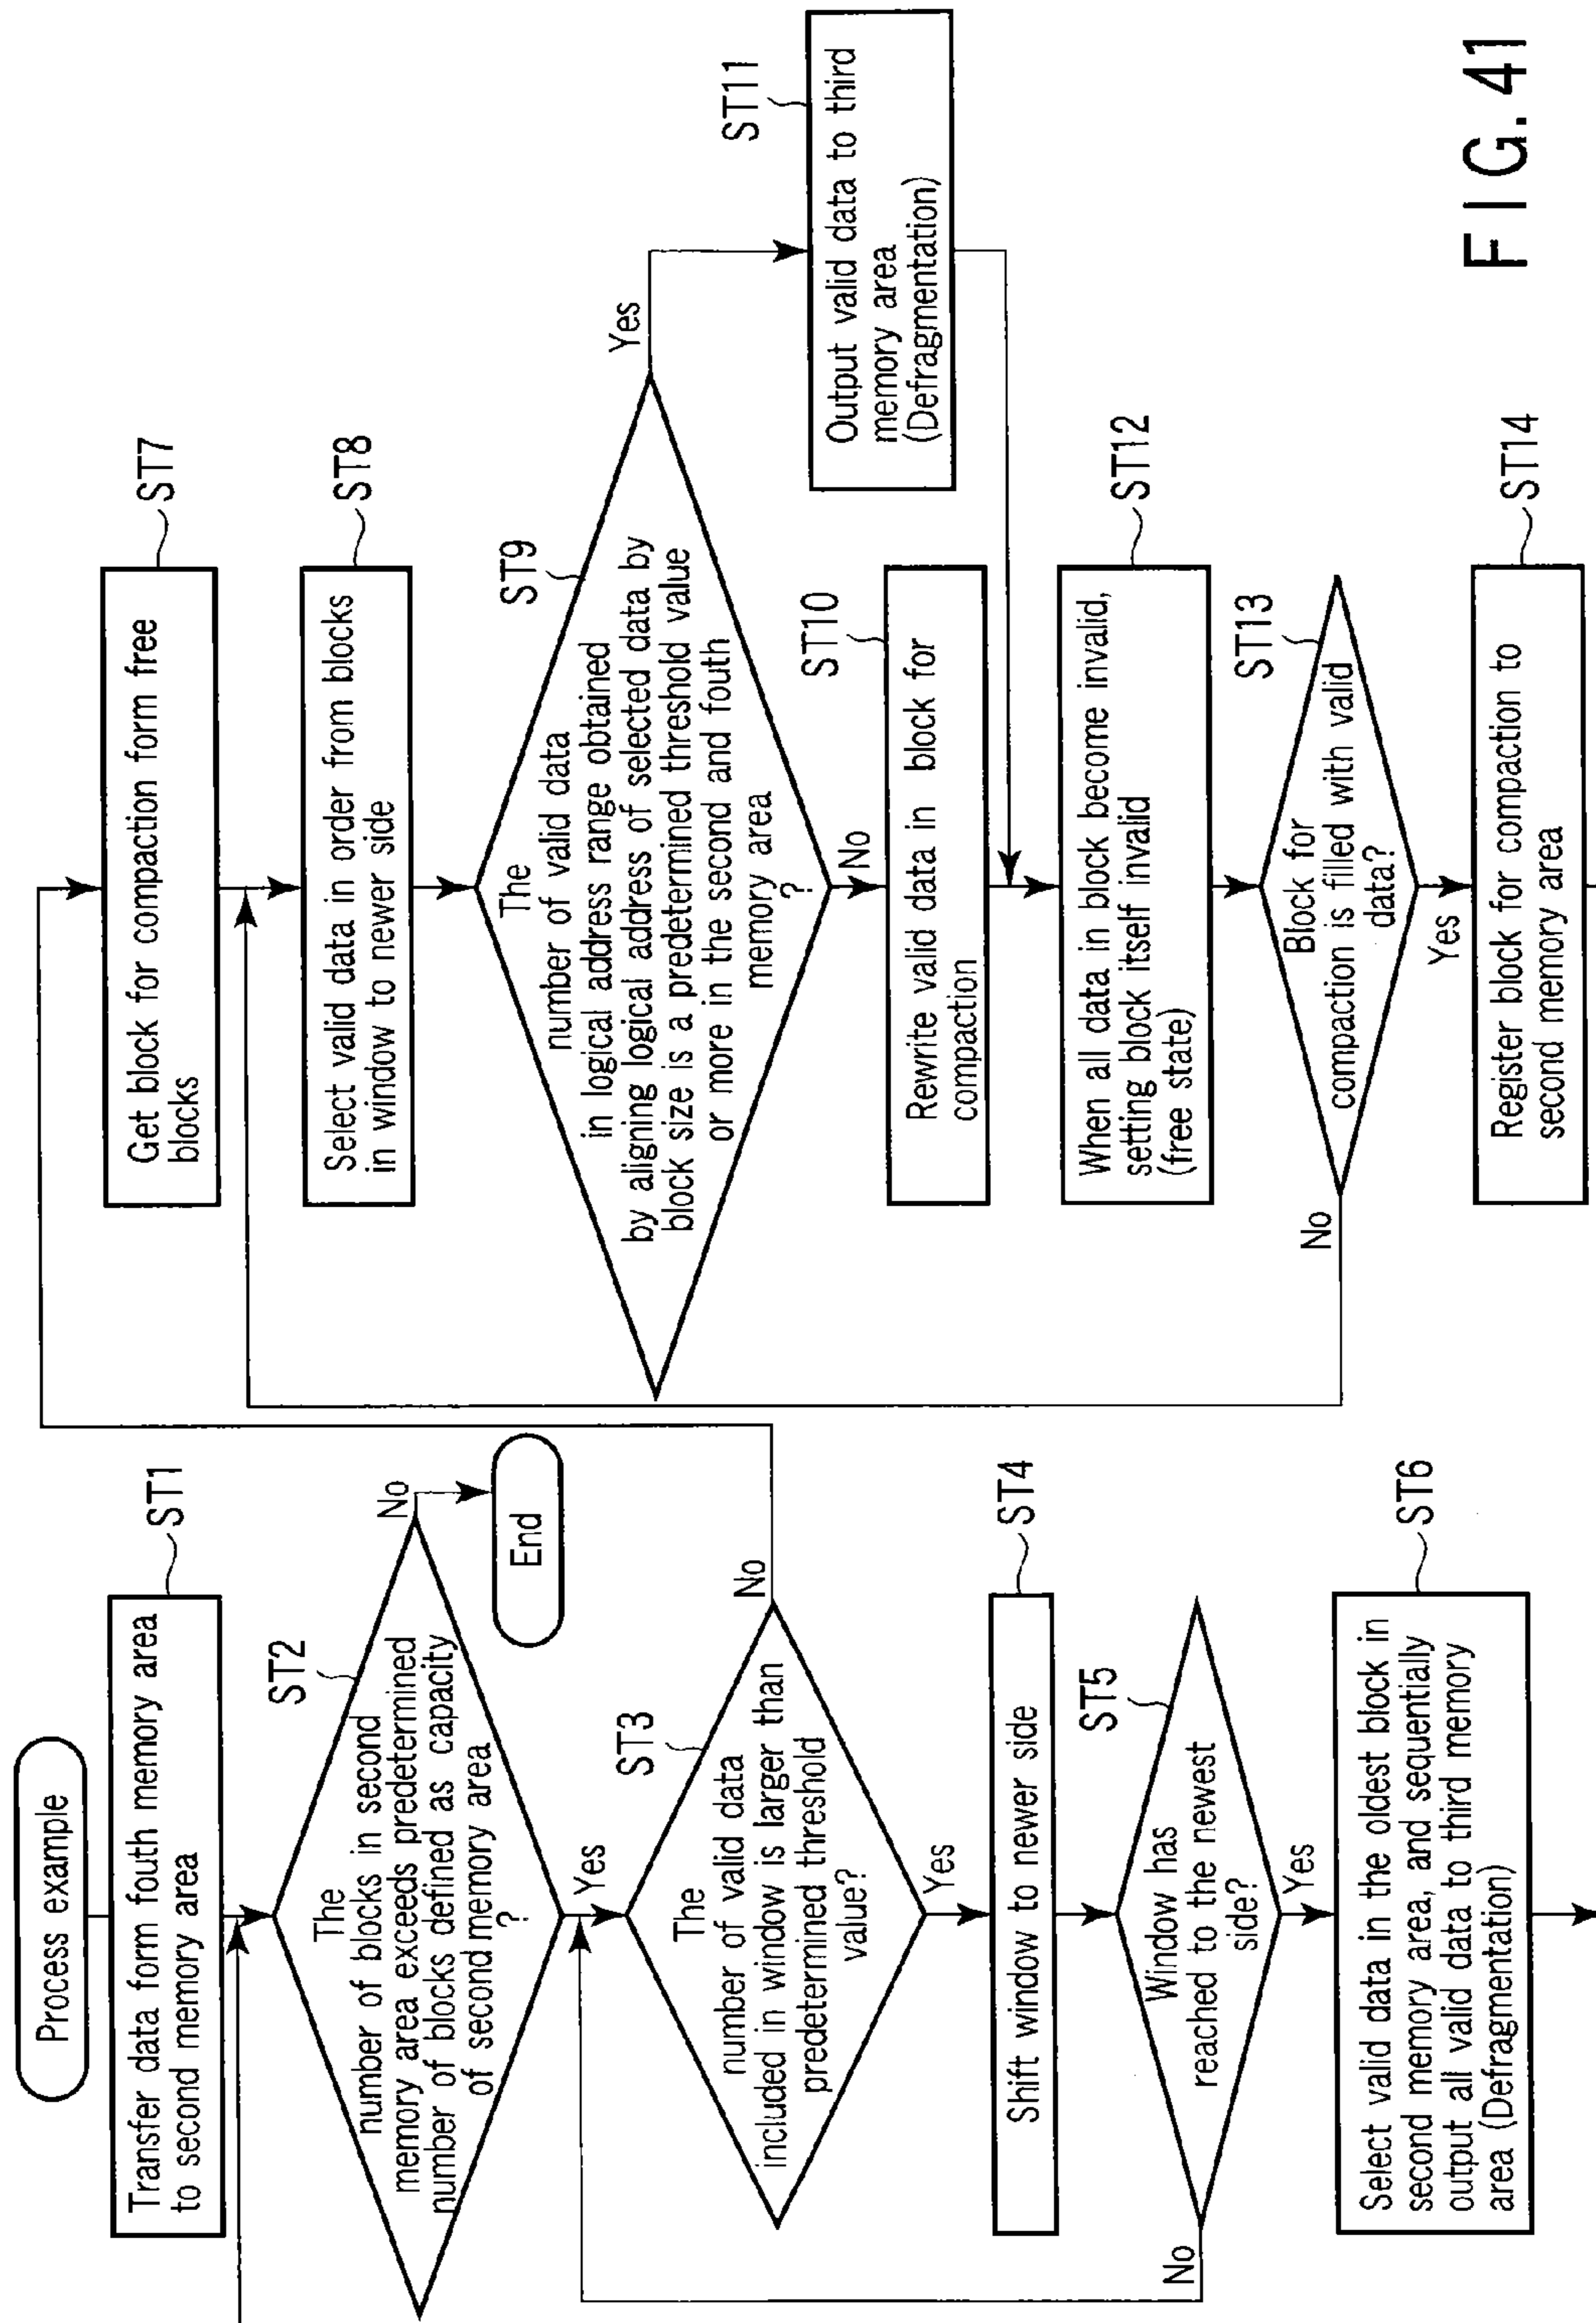 Process example
Transfer data form fouth memory area
to second memory area
ST1
The
number of blocks in second
memory area exceeds predetermined
number of blocks defined as capacity
of second memory area
?
ST2
No
End
Yes
The
number of valid data
included in window is larger than
predetermined threshold
value?
ST3
No
Yes
Shift window to newer side
ST4
Window has
reached to the newest
side?
ST5
No
Yes
Select valid data in the oldest block in
second memory area, and sequentially
output all valid data to third memory
area (Defragmentation)
ST6
Get block for compaction form free
blocks
ST7
Select valid data in order from blocks
in window to newer side
ST8
The
number of valid data
in logical address range obtained
by aligning logical address of selected data by
block size is a predetermined threshold value
or more in the second and fouth
memory area
?
ST9
Yes
No
Rewrite valid data in block for
compaction
ST10
Output valid data to third
memory area
(Defragmentation)
ST11
When all data in block become invalid,
setting block itself invalid
(free state)
ST12
Block for
compaction is filled with valid
data?
ST13
No
Yes
Register block for compaction to
second memory area
ST14
FIG. 41